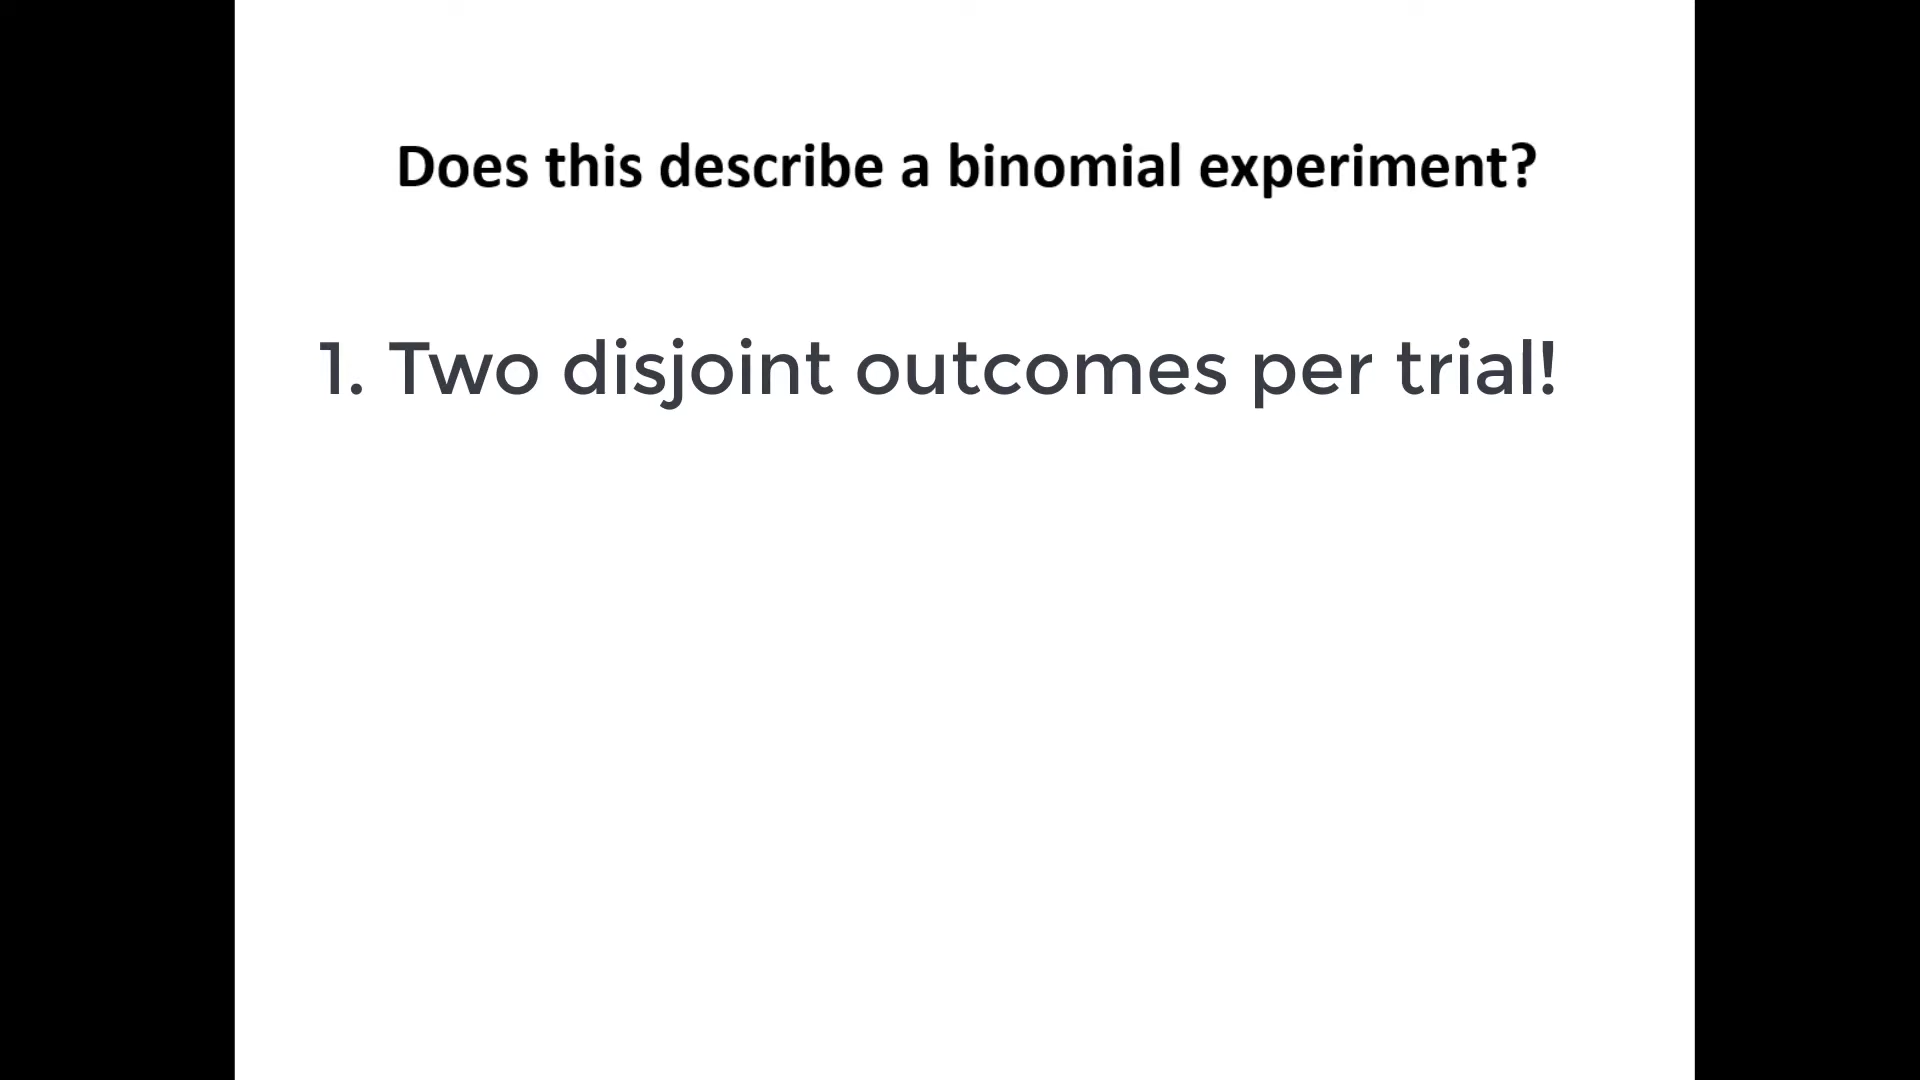 Does this describe a binomial experiment?
1. Two disjoint outcomes per trial!